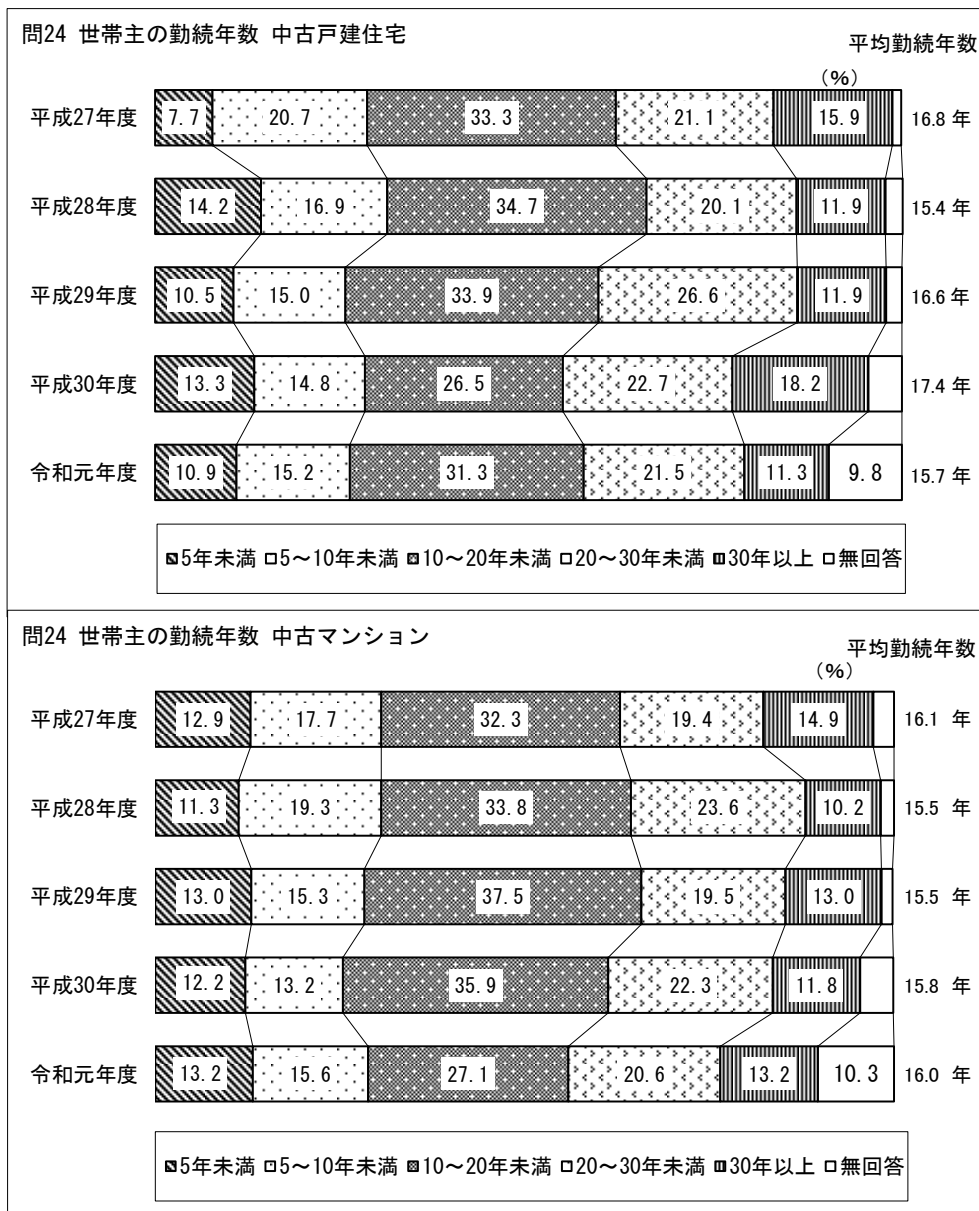 問24 世帯主の勤続年数 中古戸建住宅
平均勤続年数
(%)
平成27年度 7.7 20.7 33.3 21.1 15.9 16.8 年
平成28年度 14.2 16.9 34.7 20.1 11.9 15.4 年
平成29年度 10.5 15.0 33.9 26.6 11.9 16.6 年
平成30年度 13.3 14.8 26.5 22.7 18.2 17.4 年
令和元年度 10.9 15.2 31.3 21.5 11.3 9.8 15.7 年
5年未満 5～10年未満 10～20年未満 20～30年未満 30年以上 無回答
問24 世帯主の勤続年数 中古マンション
平均勤続年数
(%)
平成27年度 12.9 17.7 32.3 19.4 14.9 16.1 年
平成28年度 11.3 19.3 33.8 23.6 10.2 15.5 年
平成29年度 13.0 15.3 37.5 19.5 13.0 15.5 年
平成30年度 12.2 13.2 35.9 22.3 11.8 15.8 年
令和元年度 13.2 15.6 27.1 20.6 13.2 10.3 16.0 年
5年未満 5～10年未満 10～20年未満 20～30年未満 30年以上 無回答